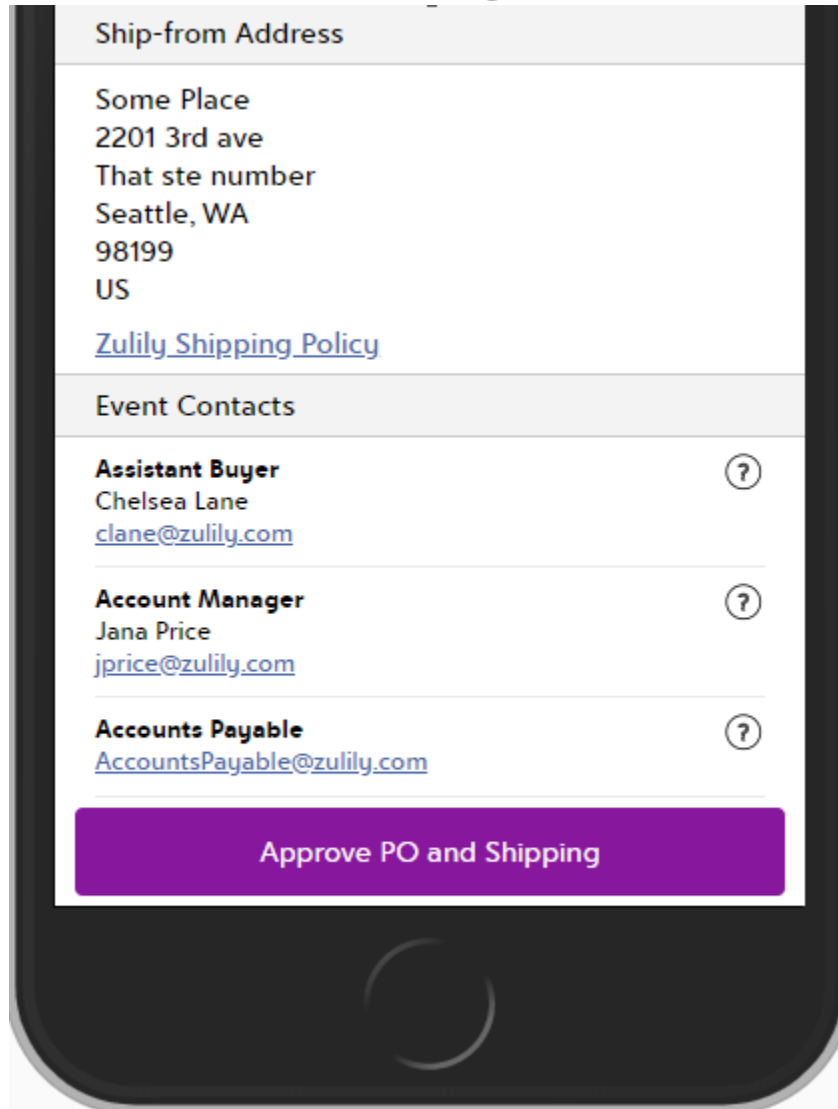 Ship-from Address
Some Place
2201 3rd ave
That ste number
Seattle, WA
98199
US
Zulily Shipping Policy
Event Contacts
Assistant Buyer
?
Chelsea Lane
clane@zulily.com
Account Manager
?
Jana Price
jprice@zulily.com
Accounts Payable
?
AccountsPayable@zulily.com
Approve PO and Shipping